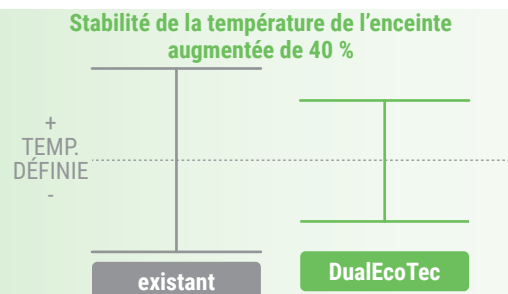 Stabilité de la température de l’enceinte
augmentée de 40 %
+
TEMP.
DÉFINIE
-
existant
DualEcoTec